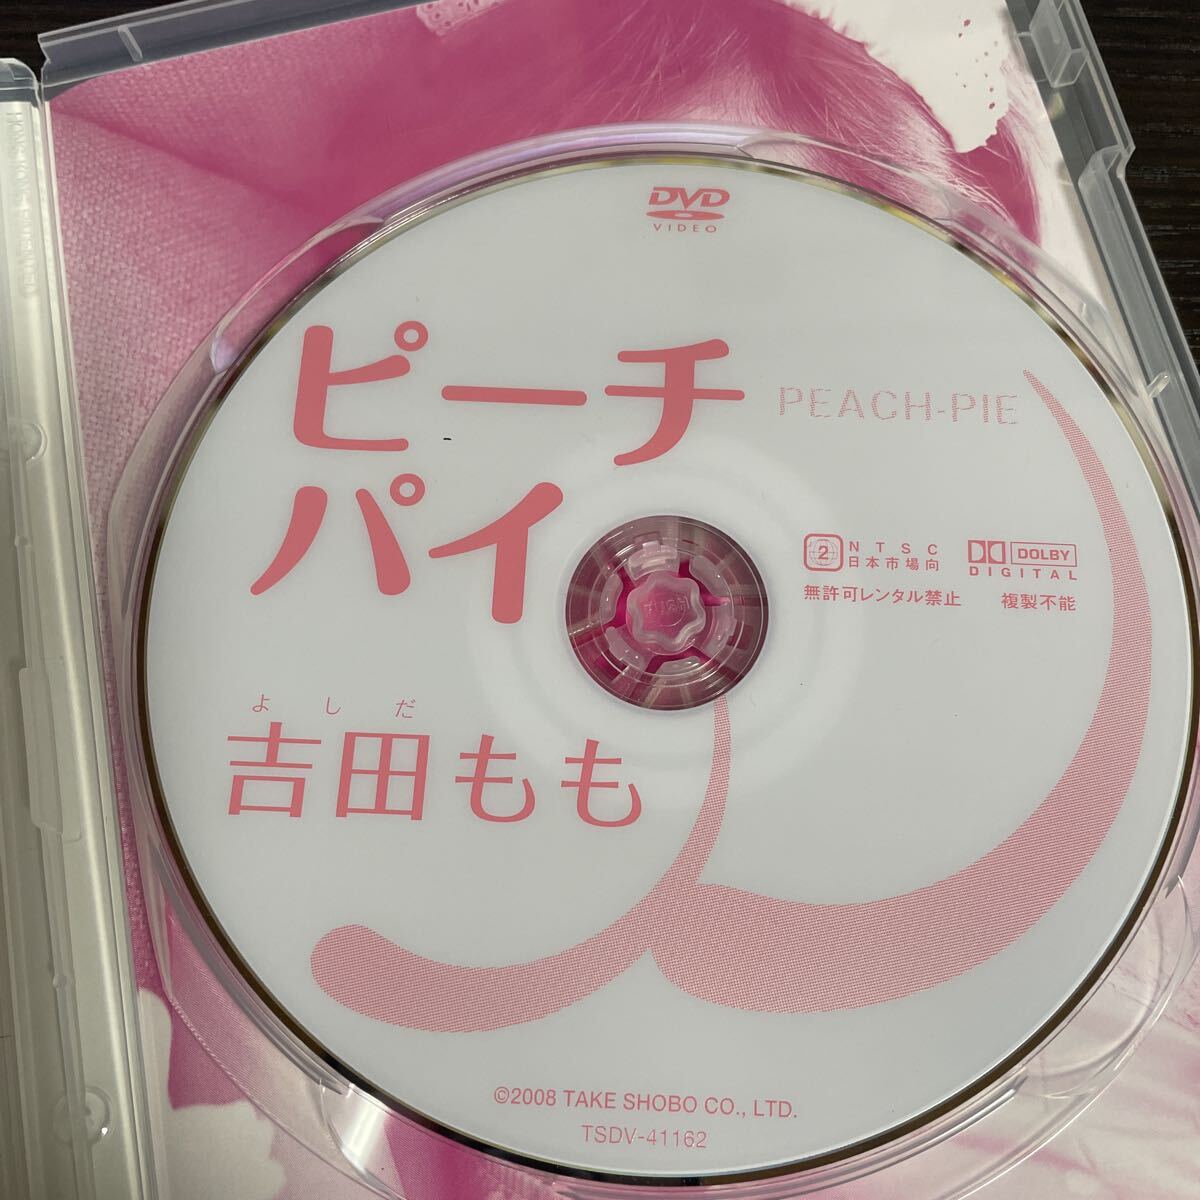 DVD
VIDEO
ピーチ
パイ
PEACH-PIE
2 NTSC
日本市場向
DOLBY
DIGITAL
無許可レンタル禁止 複製不能
PUSH
よしだ
吉田もも
©2008 TAKE SHOBO CO., LTD.
TSDV-41162